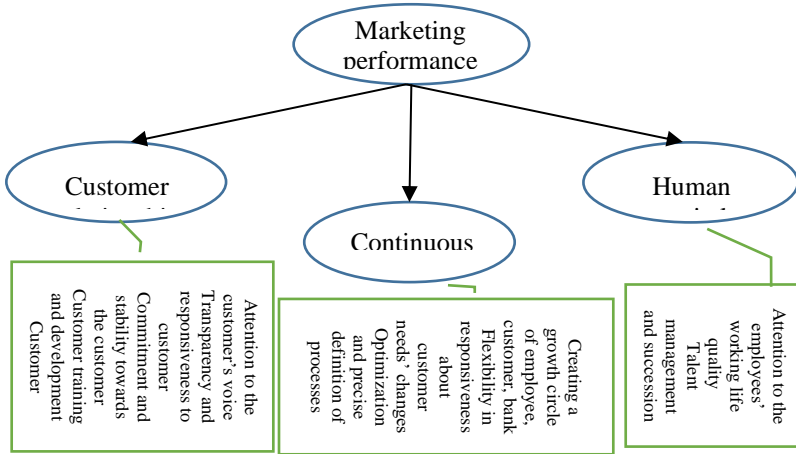 Marketing
performance
Customer
Continuous
Human
Attention to the
customer's voice
Transparency and
responsiveness to
customer
Commitment and
stability towards
the customer
Customer training
and development
Customer
Creating a
growth circle
of employee,
customer, bank
Flexibility in
responsiveness
about
customer
needs' changes
Optimization
and precise
definition of
processes
Attention to the
employees'
working life
quality
Talent
management
and succession